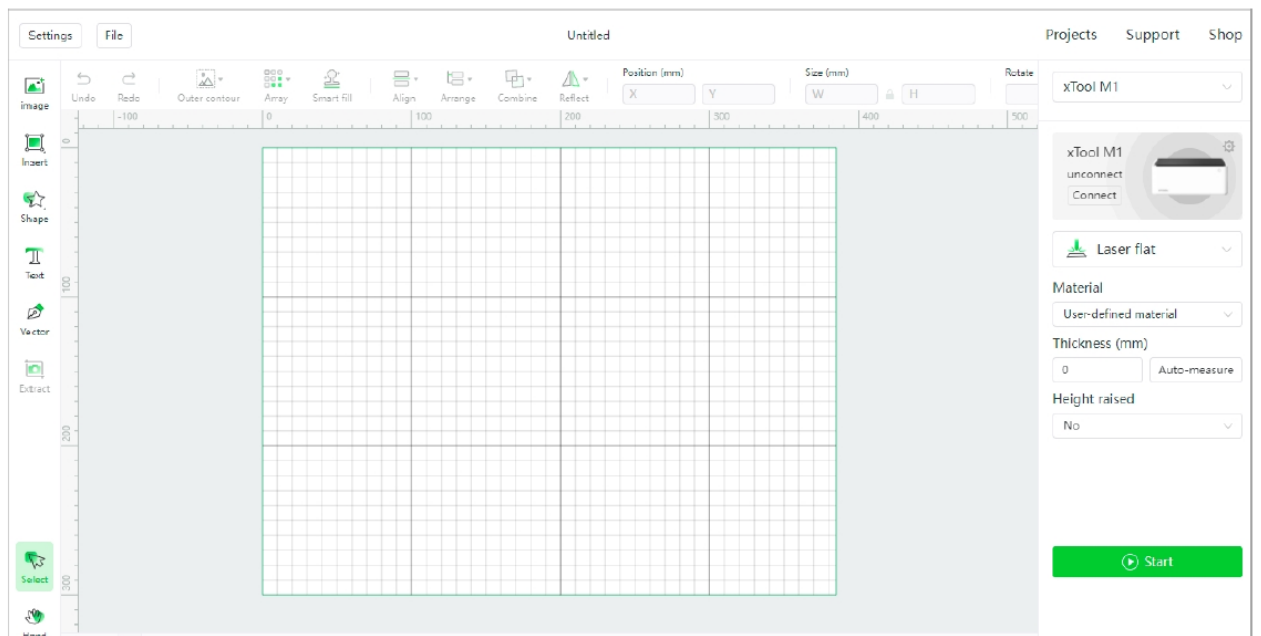 Settings File Untitled Projects Support Shop
Undo Redo Outer contour Array Smart fill Align Arrange Combine Reflect
Position (mm) Size (mm) Rotate
X Y W H
xTool M1
image
Insert
Shape
Text
Vector
Extract
Select
-100 0 100 200 300 400 500
0
100
200
300
xTool M1
unconnect
Connect
Laser flat
Material
User-defined material
Thickness (mm)
0 Auto-measure
Height raised
No
Start